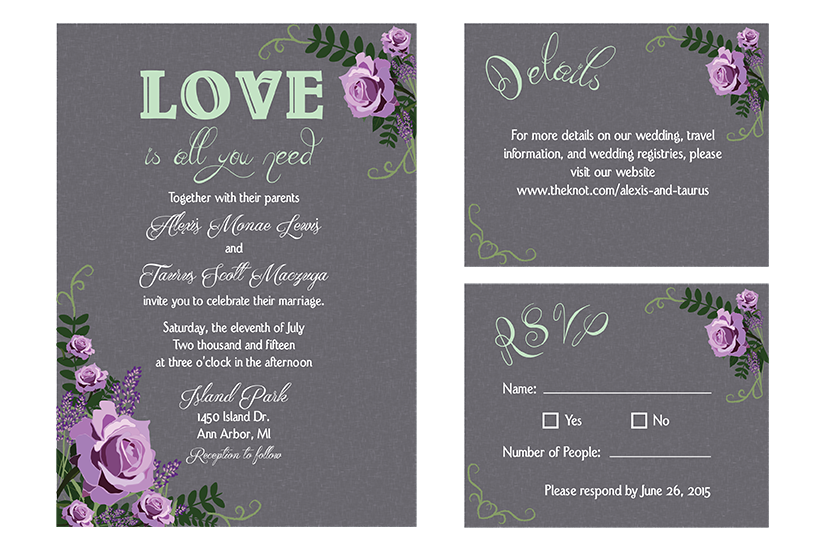 LOVE
is all you need
Together with their parents
Alexis Monae Lewis
and
Taurus Scott Maczuga
invite you to celebrate their marriage.
Saturday, the eleventh of July
Two thousand and fifteen
at three o'clock in the afternoon
Island Park
1450 Island Dr.
Ann Arbor, MI
Reception to follow
Details
For more details on our wedding, travel
information, and wedding registries, please
visit our website
www.theknot.com/alexis-and-taurus
RSVP
Name:
Yes No
Number of People:
Please respond by June 26, 2015